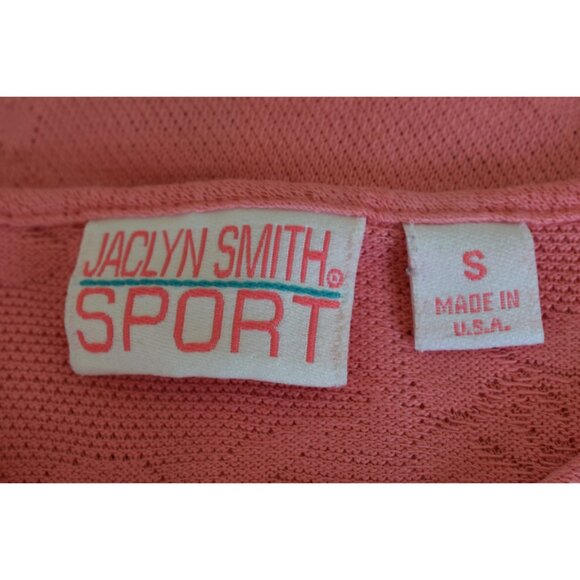 JACLYN SMITH®
SPORT
S
MADE IN
U.S.A.